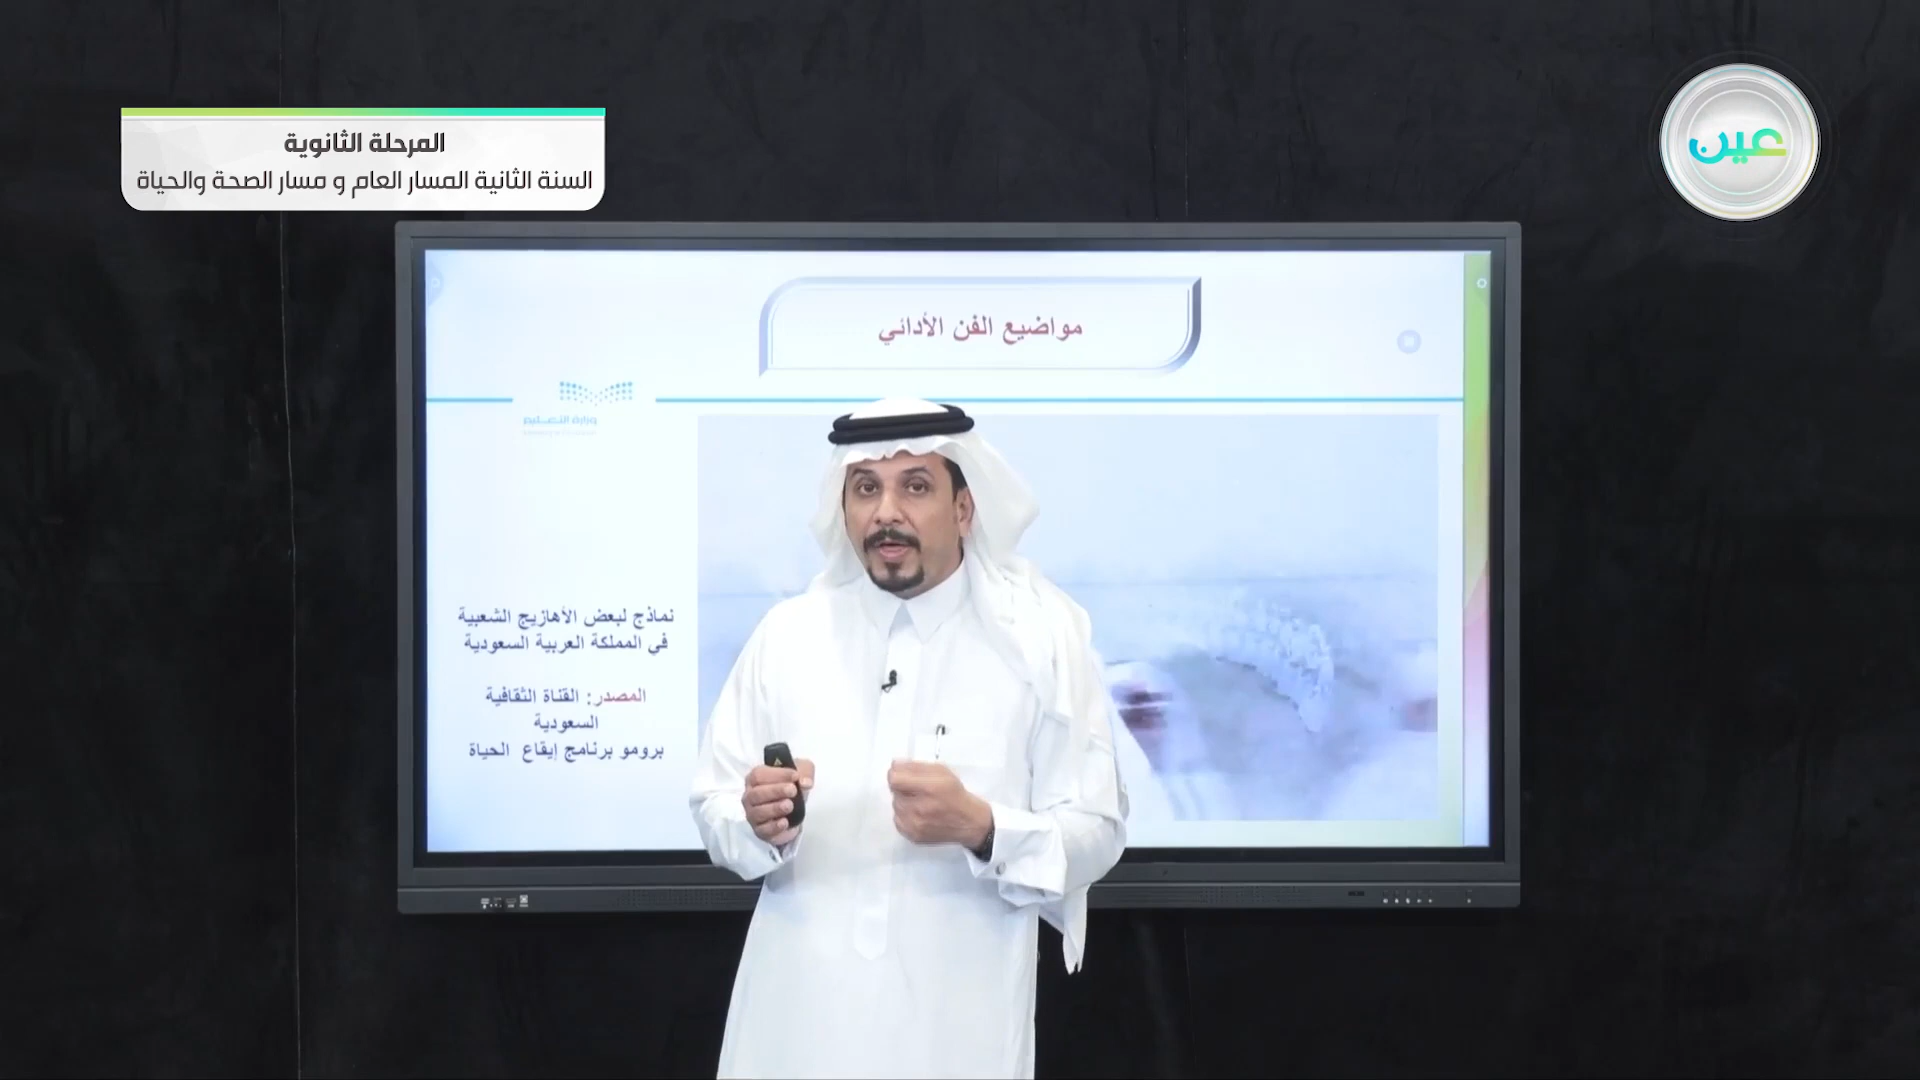 المرحلة الثانوية
السنة الثانية المسار العام و مسار الصحة والحياة
عين
مواضيع الفن الأدائي
وزارة التعليم
نماذج لبعض الأهازيج الشعبية
في المملكة العربية السعودية
المصدر: القناة الثقافية
السعودية
برومو برنامج إيقاع الحياة